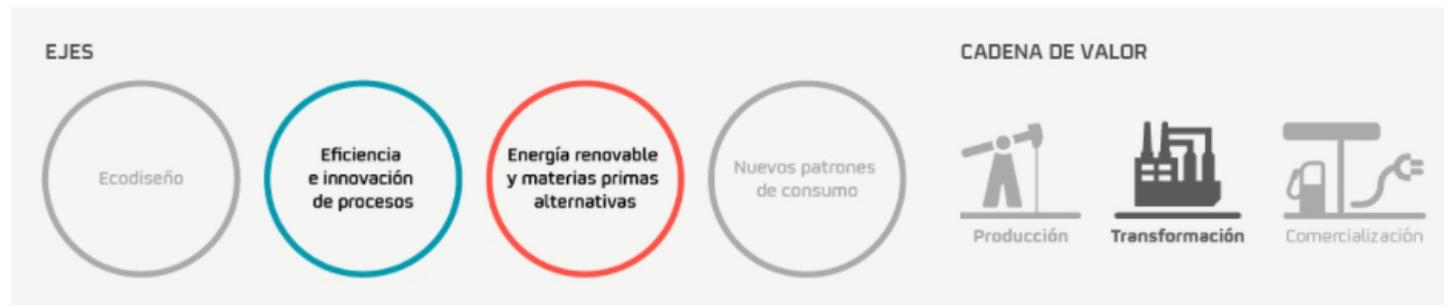 EJES
Ecodiseño
Eficiencia
e innovación
de procesos
Energía renovable
y materias primas
alternativas
Nuevos patrones
de consumo
CADENA DE VALOR
Producción
Transformación
Comercialización